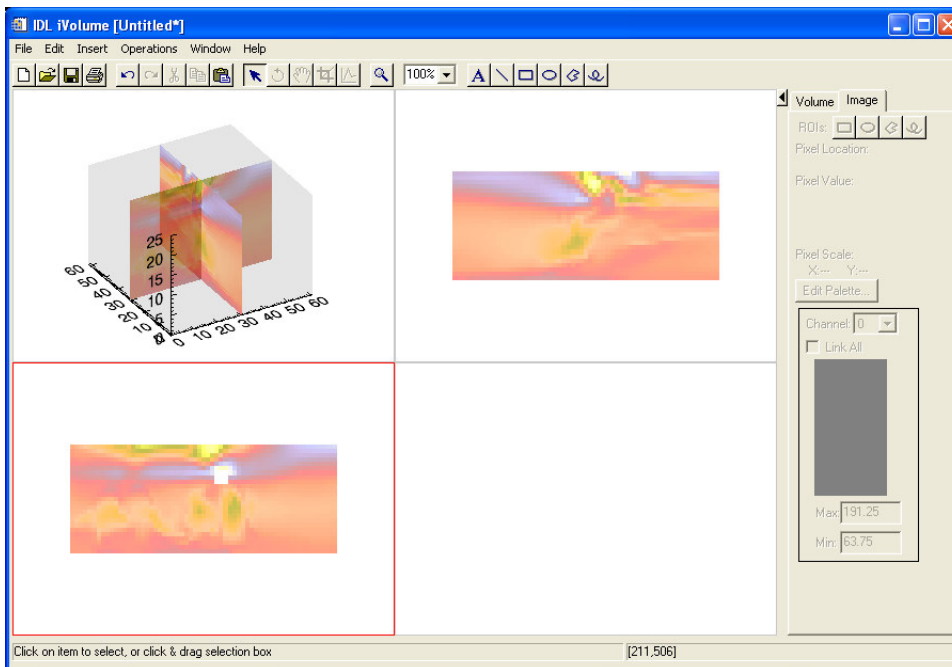 IDL iVolume [Untitled*]
File Edit Insert Operations Window Help
100% A
Volume Image
ROIs:
Pixel Location:
Pixel Value:
25
20
15
10
5
0
60 50 40 30 20 10 0
0 10 20 30 40 50 60
Pixel Scale:
X:--- Y:---
Edit Palette...
Channel: 0
Link All
Max: 191.25
Min: 63.75
Click on item to select, or click & drag selection box [211,506]